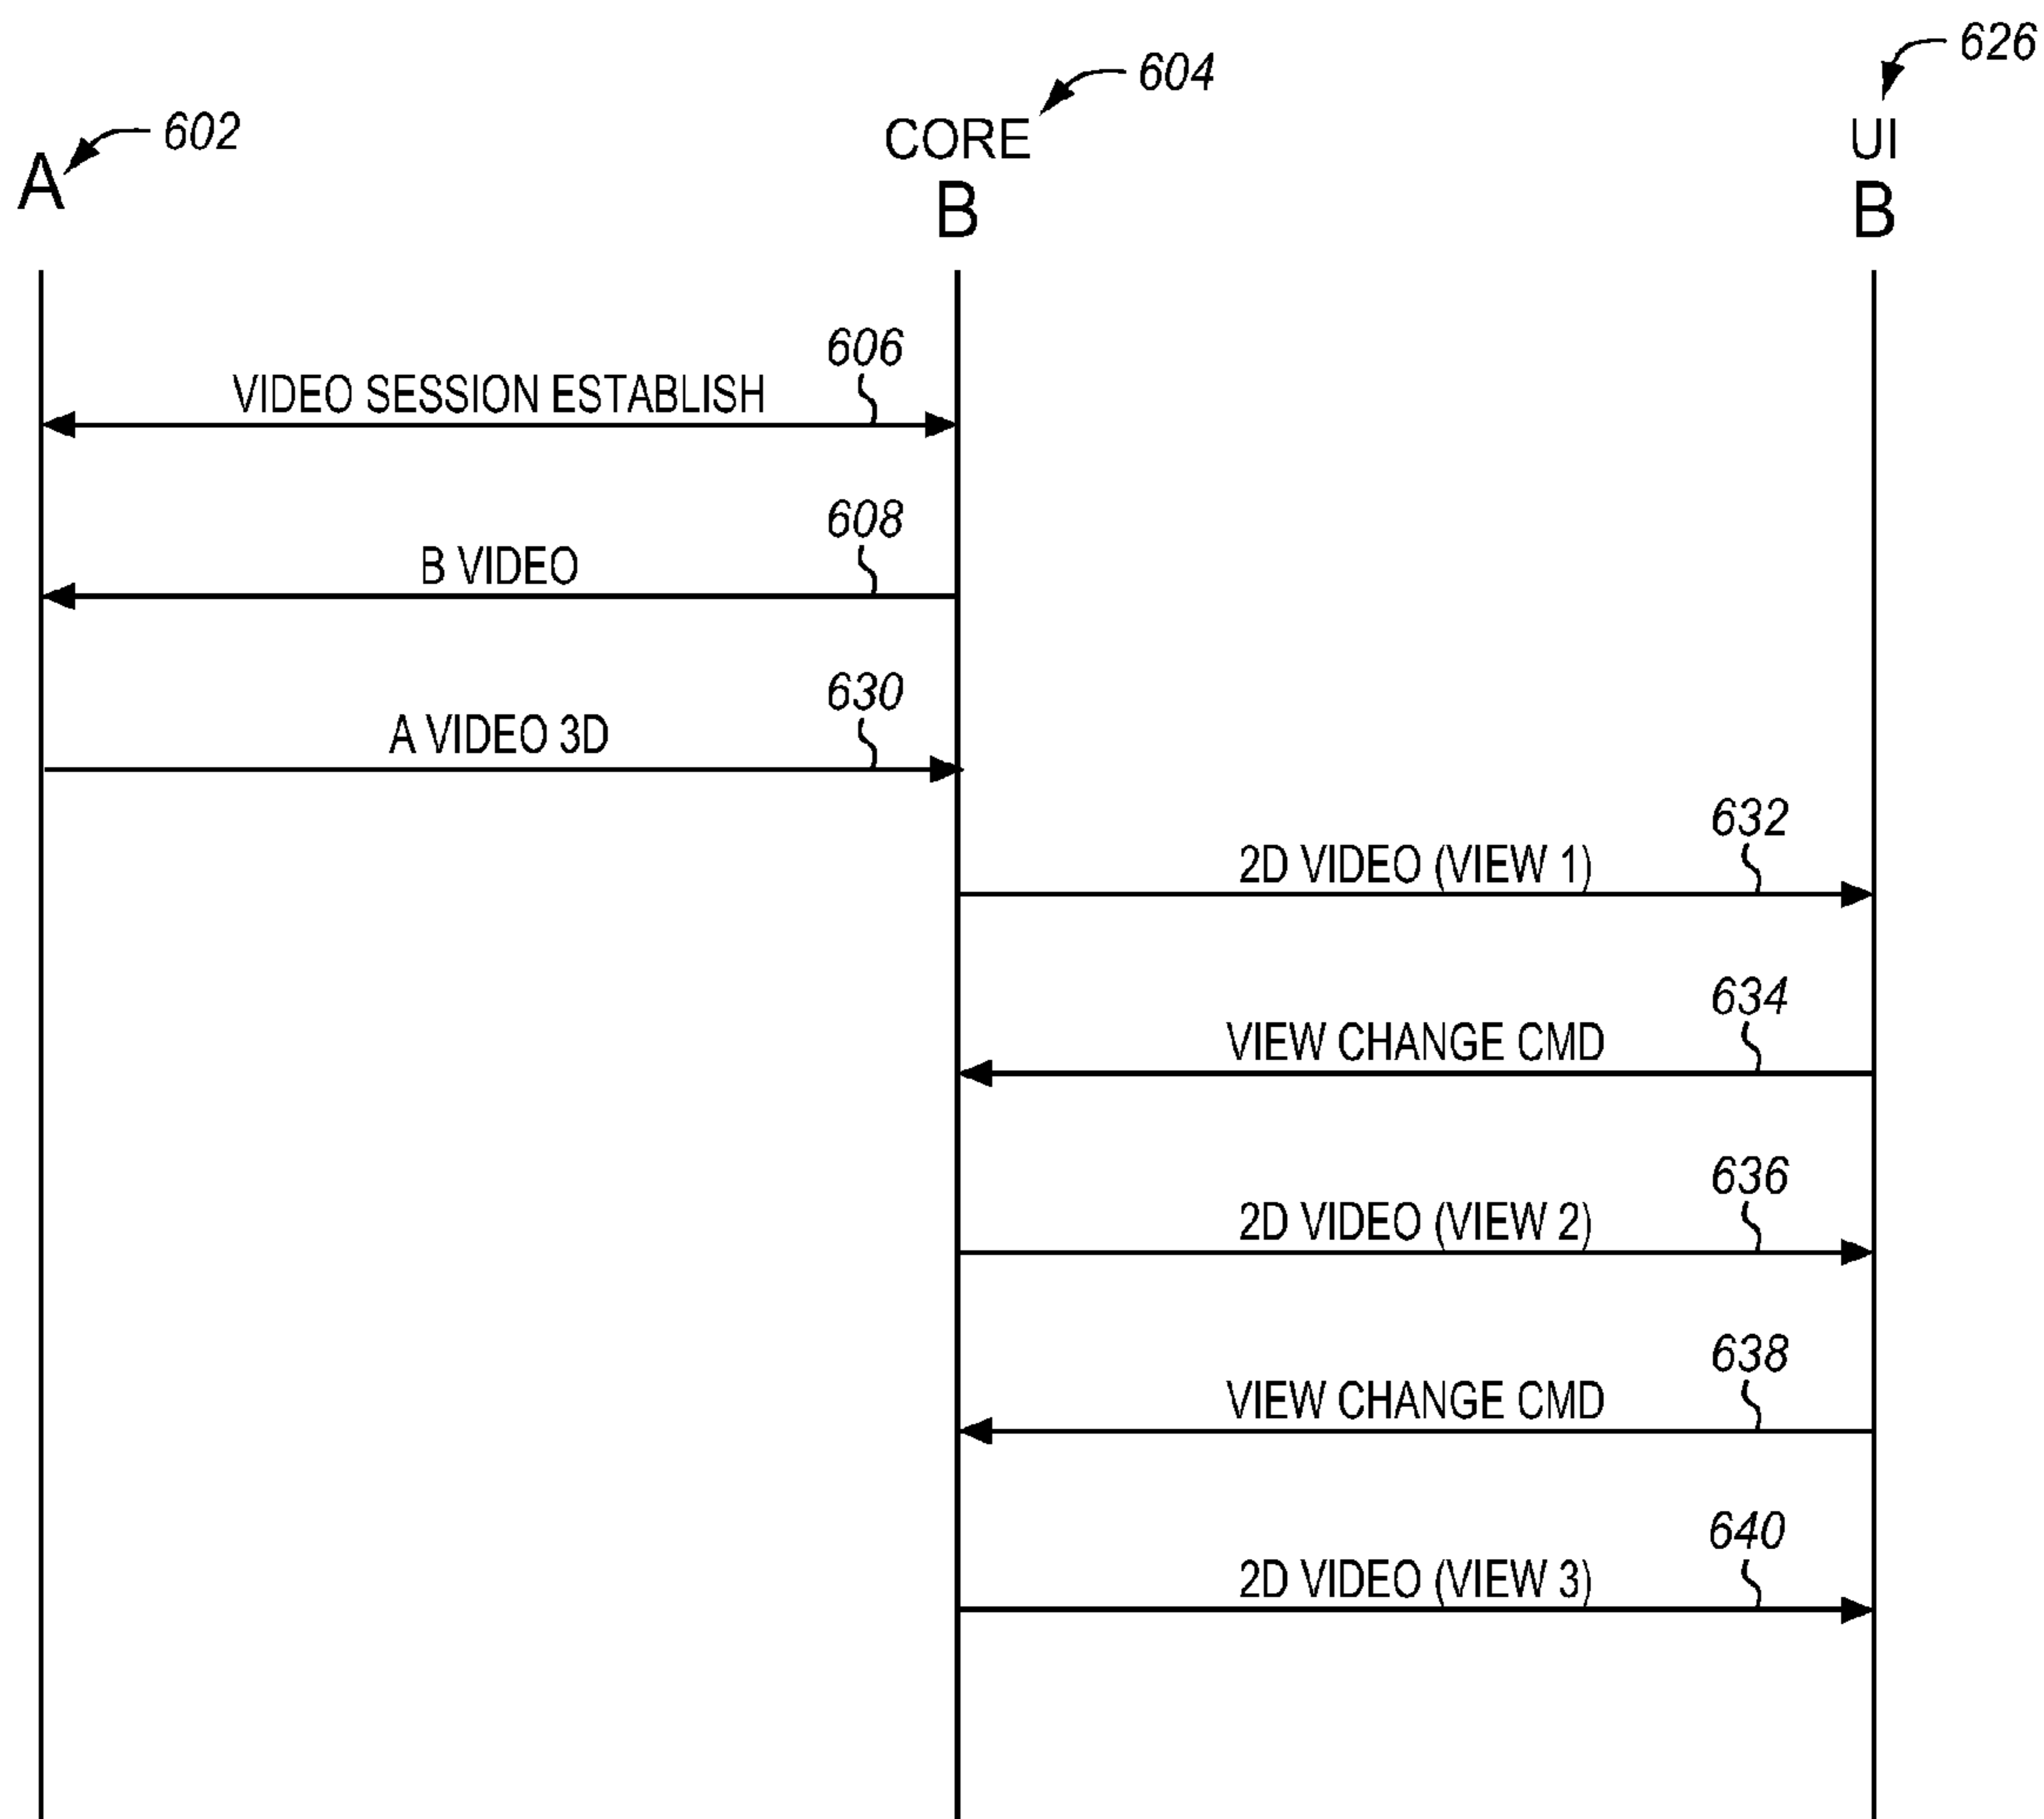 626
604
602
CORE
UI
A
B
B
606
VIDEO SESSION ESTABLISH
608
B VIDEO
630
A VIDEO 3D
632
2D VIDEO (VIEW 1)
634
VIEW CHANGE CMD
636
2D VIDEO (VIEW 2)
638
VIEW CHANGE CMD
640
2D VIDEO (VIEW 3)